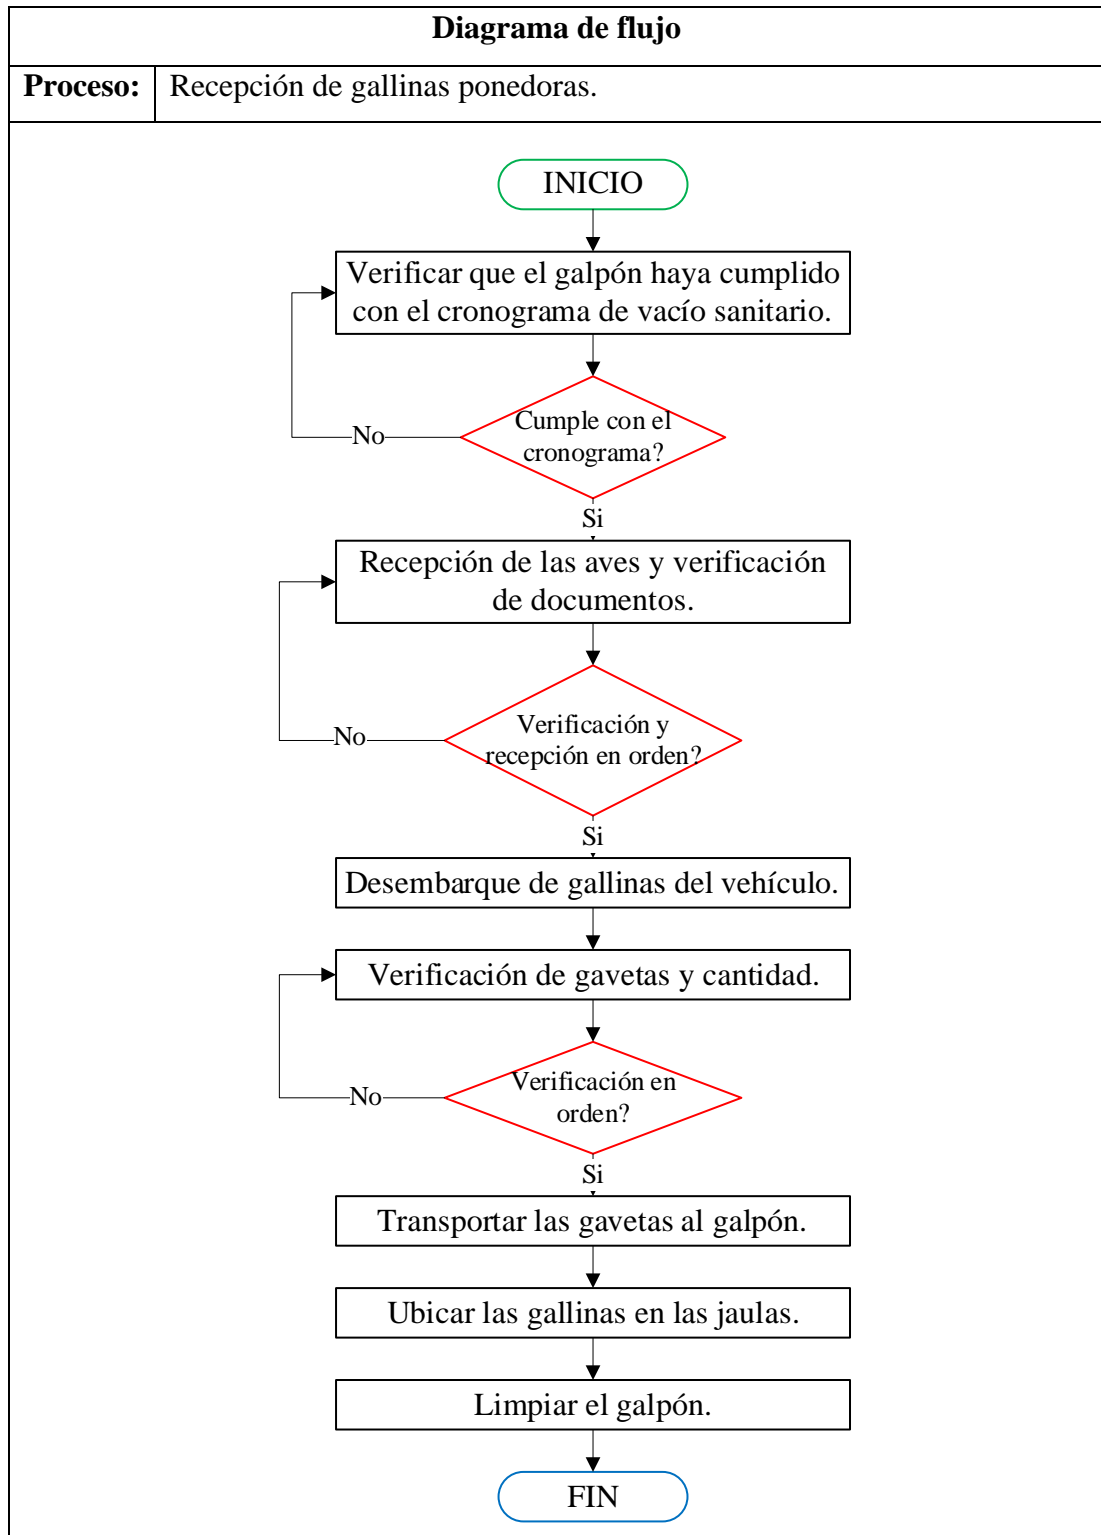 Diagrama de flujo
Proceso: Recepción de gallinas ponedoras.
INICIO
Verificar que el galpón haya cumplido
con el cronograma de vacío sanitario.
Cumple con el
cronograma?
No
Si
Recepción de las aves y verificación
de documentos.
Verificación y
recepción en orden?
No
Si
Desembarque de gallinas del vehículo.
Verificación de gavetas y cantidad.
Verificación en
orden?
No
Si
Transportar las gavetas al galpón.
Ubicar las gallinas en las jaulas.
Limpiar el galpón.
FIN